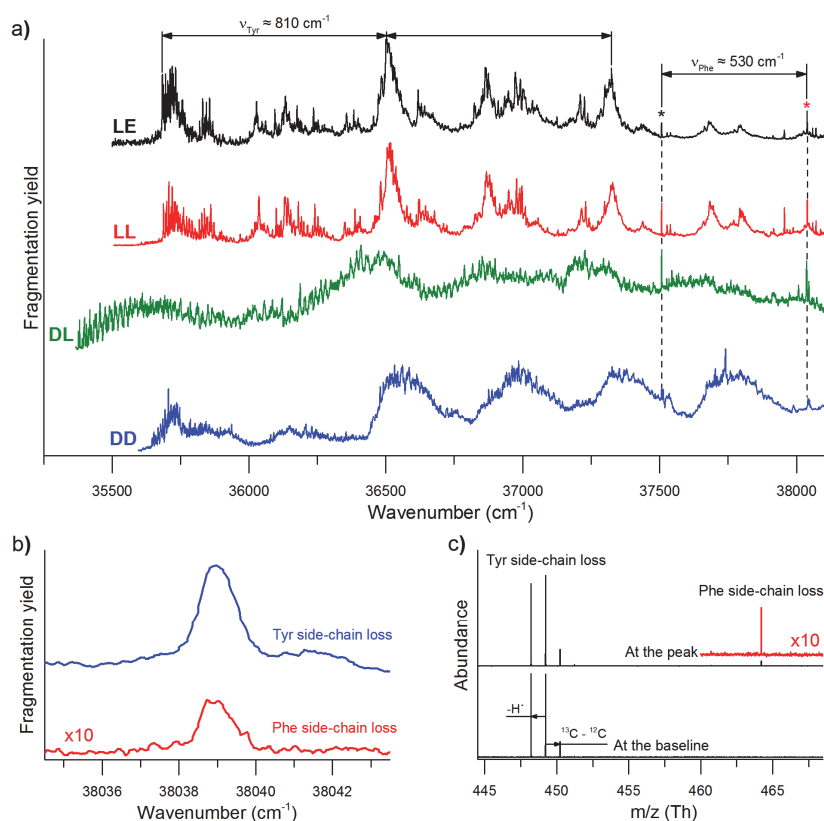 a)
ν_Tyr ≈ 810 cm⁻¹
ν_Phe ≈ 530 cm⁻¹
* *
LE
LL
DL
DD
Fragmentation yield
35500 36000 36500 37000 37500 38000
Wavenumber (cm⁻¹)
b)
Tyr side-chain loss
x10
Phe side-chain loss
Fragmentation yield
38036 38038 38040 38042
Wavenumber (cm⁻¹)
c)
Tyr side-chain loss
Phe side-chain loss
x10
At the peak
-H˙
¹³C - ¹²C
At the baseline
Abundance
445 450 455 460 465
m/z (Th)